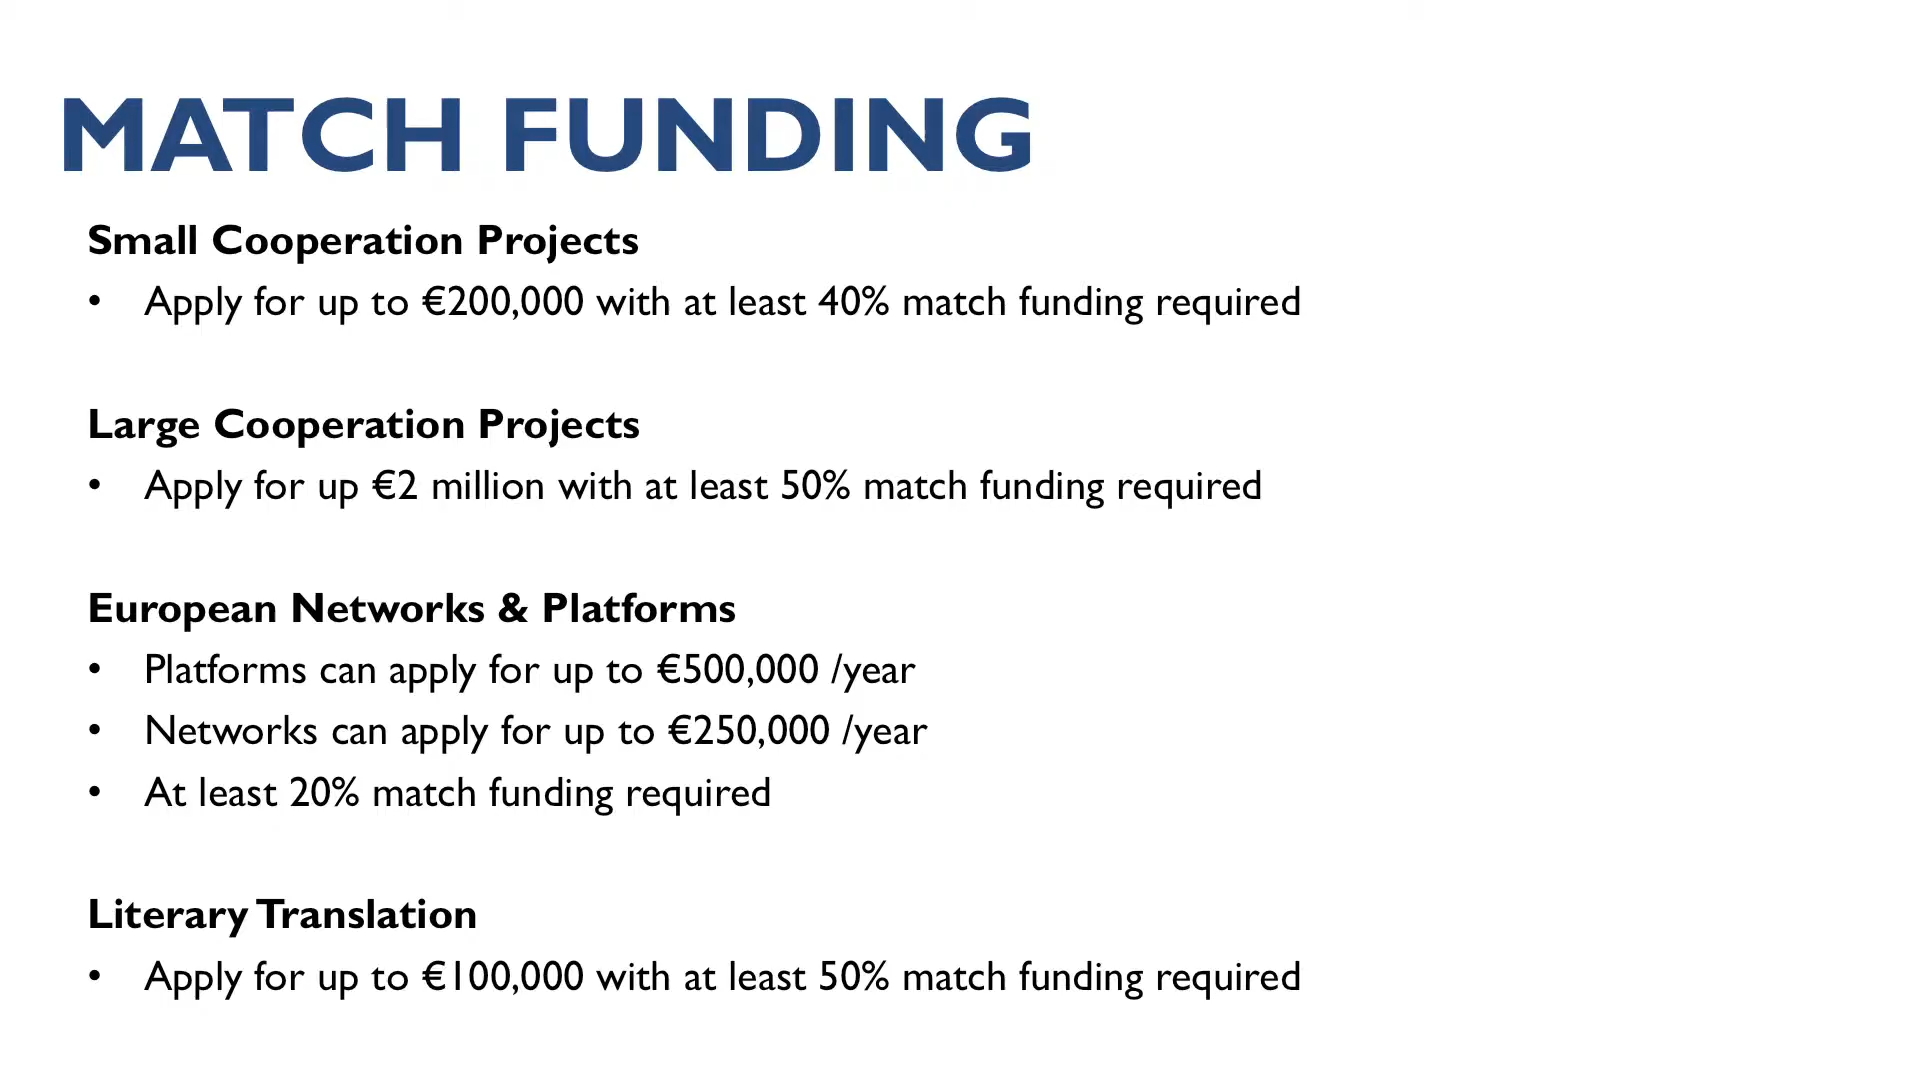 MATCH FUNDING
Small Cooperation Projects
• Apply for up to €200,000 with at least 40% match funding required
Large Cooperation Projects
• Apply for up €2 million with at least 50% match funding required
European Networks & Platforms
• Platforms can apply for up to €500,000 /year
• Networks can apply for up to €250,000 /year
• At least 20% match funding required
Literary Translation
• Apply for up to €100,000 with at least 50% match funding required